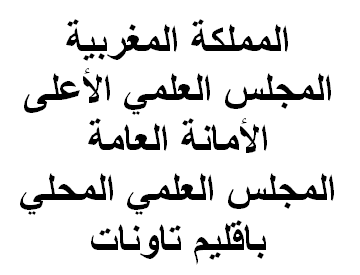 المملكة المغربية
المجلس العلمي الأعلى
الأمانة العامة
المجلس العلمي المحلي
باقليم تاونات